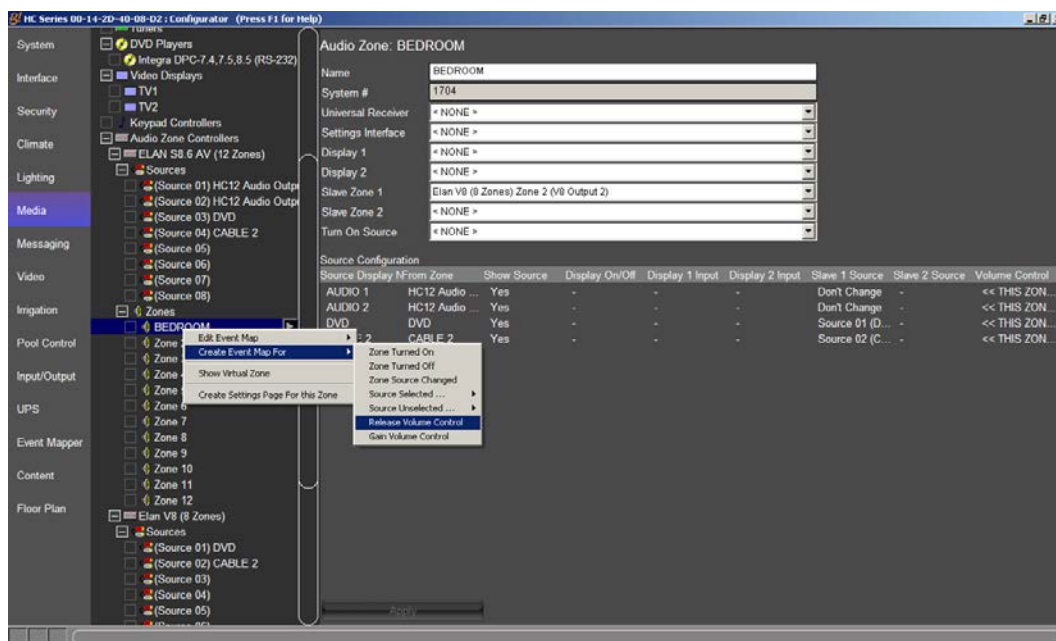 HC Series 00-14-2D-40-08-D2 : Configurator (Press F1 for Help)
System
Interface
Security
Climate
Lighting
Media
Messaging
Video
Irrigation
Pool Control
Input/Output
UPS
Event Mapper
Content
Floor Plan
Tuners
DVD Players
Integra DPC-7.4,7.5,8.5 (RS-232)
Video Displays
TV1
TV2
Keypad Controllers
Audio Zone Controllers
ELAN S8.6 AV (12 Zones)
Sources
(Source 01) HC12 Audio Outp
(Source 02) HC12 Audio Outp
(Source 03) DVD
(Source 04) CABLE 2
(Source 05)
(Source 06)
(Source 07)
(Source 08)
Zones
BEDROOM
Zone
Zone
Zone
Zone
Zone 6
Zone 7
Zone 8
Zone 9
Zone 10
Zone 11
Zone 12
Elan V8 (8 Zones)
Sources
(Source 01) DVD
(Source 02) CABLE 2
(Source 03)
(Source 04)
(Source 05)
Edit Event Map
Create Event Map For
Show Virtual Zone
Create Settings Page For this Zone
Zone Turned On
Zone Turned Off
Zone Source Changed
Source Selected ...
Source Unselected ...
Release Volume Control
Gain Volume Control
Audio Zone: BEDROOM
Name BEDROOM
System # 1704
Universal Receiver < NONE >
Settings Interface < NONE >
Display 1 < NONE >
Display 2 < NONE >
Slave Zone 1 Elan V8 (8 Zones) Zone 2 (V8 Output 2)
Slave Zone 2 < NONE >
Turn On Source < NONE >
Source Configuration
Source Display N From Zone Show Source Display On/Off Display 1 Input Display 2 Input Slave 1 Source Slave 2 Source Volume Control
AUDIO 1 HC12 Audio ... Yes - - - Don't Change - << THIS ZON...
AUDIO 2 HC12 Audio ... Yes - - - Don't Change - << THIS ZON...
DVD DVD Yes - - - Source 01 (D... - << THIS ZON...
E 2 CABLE 2 Yes - - - Source 02 (C... - << THIS ZON...
Apply